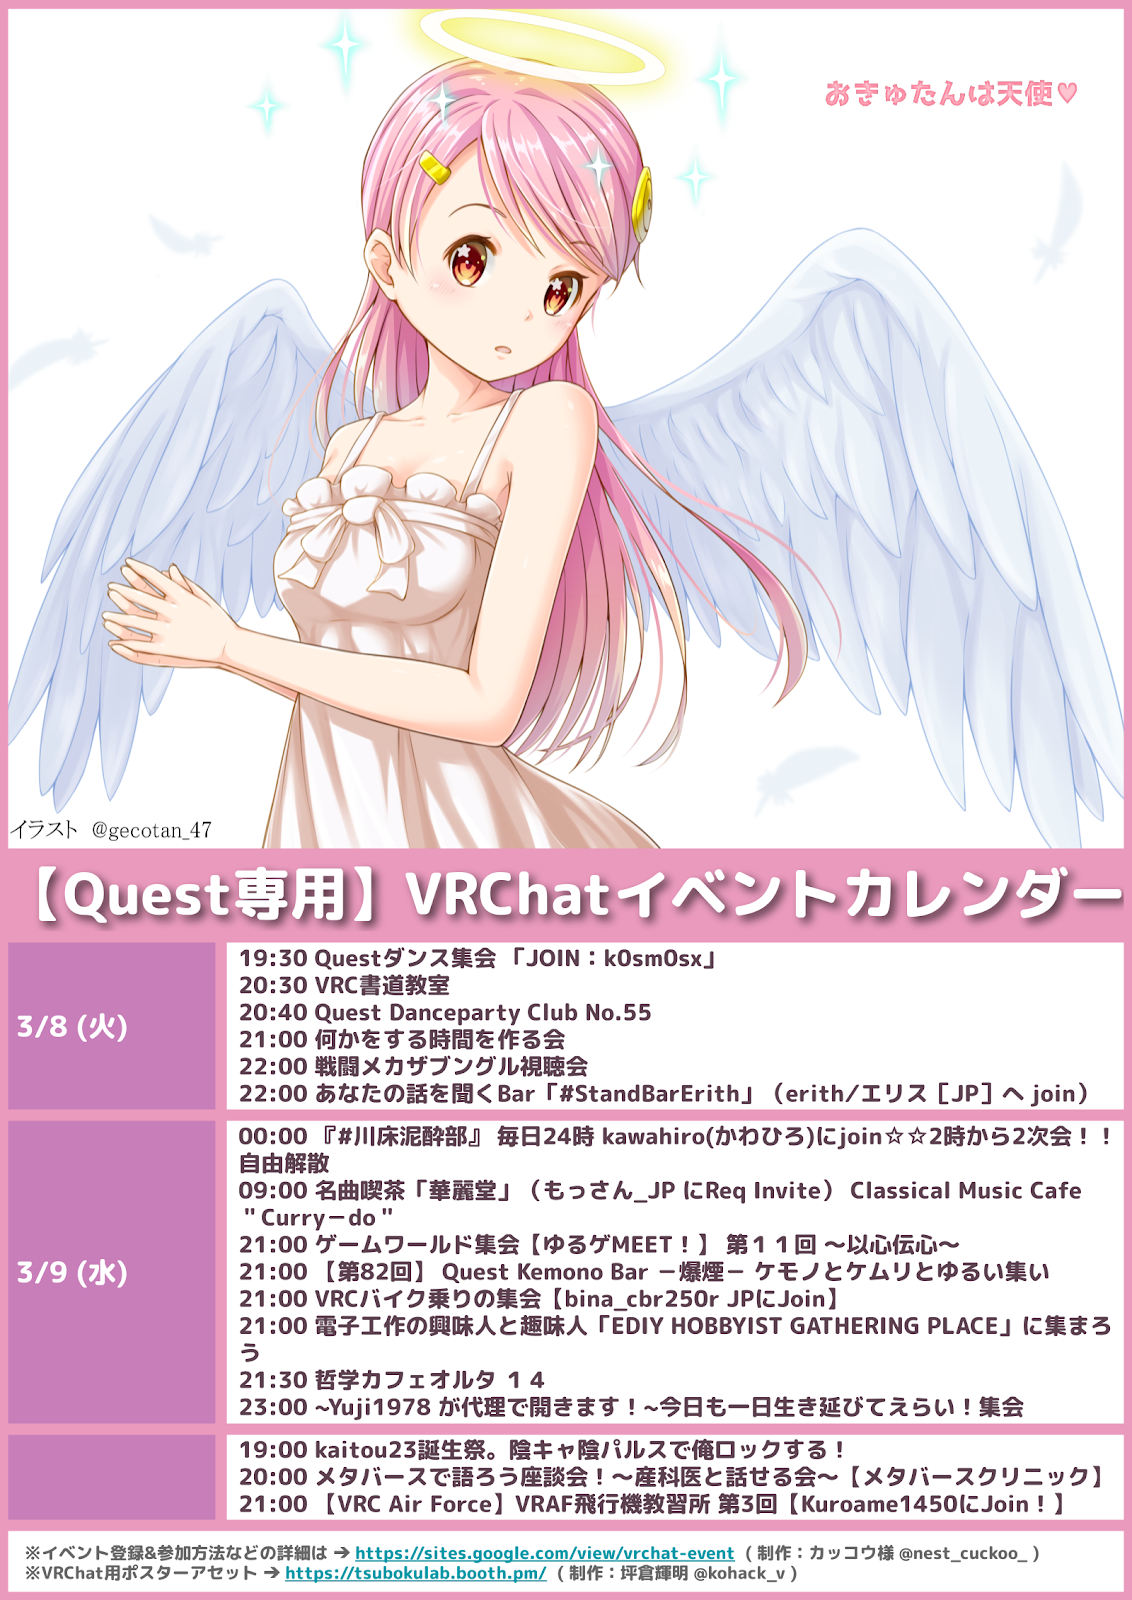 おきゅたんは天使♥
イラスト @gecotan_47
【Quest専用】VRChatイベントカレンダー
3/8 (火)
19:30 Questダンス集会 「JOIN：k0sm0sx」
20:30 VRC書道教室
20:40 Quest Danceparty Club No.55
21:00 何かをする時間を作る会
22:00 戦闘メカザブングル視聴会
22:00 あなたの話を聞くBar「#StandBarErith」（erith/エリス［JP］へ join）
3/9 (水)
00:00 『#川床泥酔部』 毎日24時 kawahiro(かわひろ)にjoin☆☆2時から2次会！！
自由解散
09:00 名曲喫茶「華麗堂」（もっさん_JP にReq Invite） Classical Music Cafe
＂Curry－do＂
21:00 ゲームワールド集会【ゆるゲMEET！】 第１１回 ～以心伝心～
21:00 【第82回】 Quest Kemono Bar －爆煙－ ケモノとケムリとゆるい集い
21:00 VRCバイク乗りの集会【bina_cbr250r JPにJoin】
21:00 電子工作の興味人と趣味人「EDIY HOBBYIST GATHERING PLACE」に集まろ
う
21:30 哲学カフェオルタ １４
23:00 ~Yuji1978 が代理で開きます！~今日も一日生き延びてえらい！集会
19:00 kaitou23誕生祭。陰キャ陰パルスで俺ロックする！
20:00 メタバースで語ろう座談会！～産科医と話せる会～【メタバースクリニック】
21:00 【VRC Air Force】VRAF飛行機教習所 第3回【Kuroame1450にJoin！】
※イベント登録&参加方法などの詳細は → https://sites.google.com/view/vrchat-event （ 制作：カッコウ様 @nest_cuckoo_ ）
※VRChat用ポスターアセット → https://tsubokulab.booth.pm/ （ 制作：坪倉輝明 @kohack_v ）